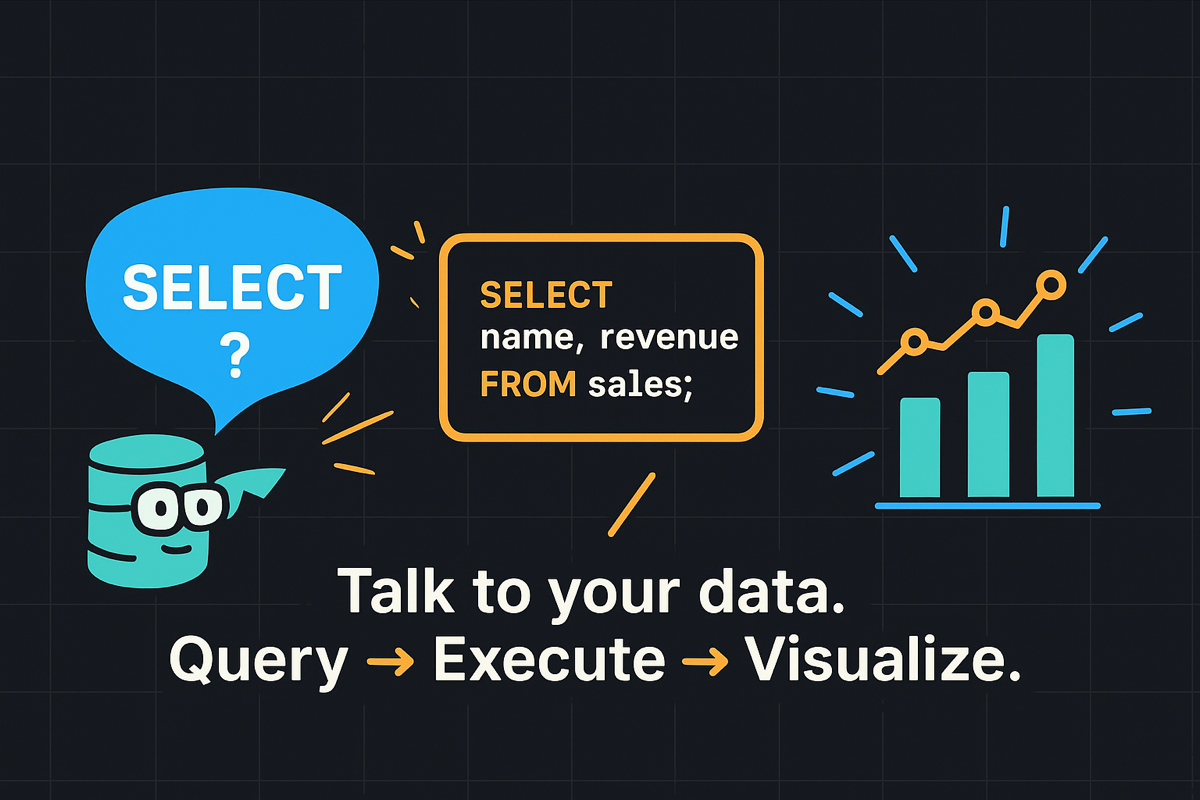 SELECT
?
SELECT
name, revenue
FROM sales;
Talk to your data.
Query → Execute → Visualize.